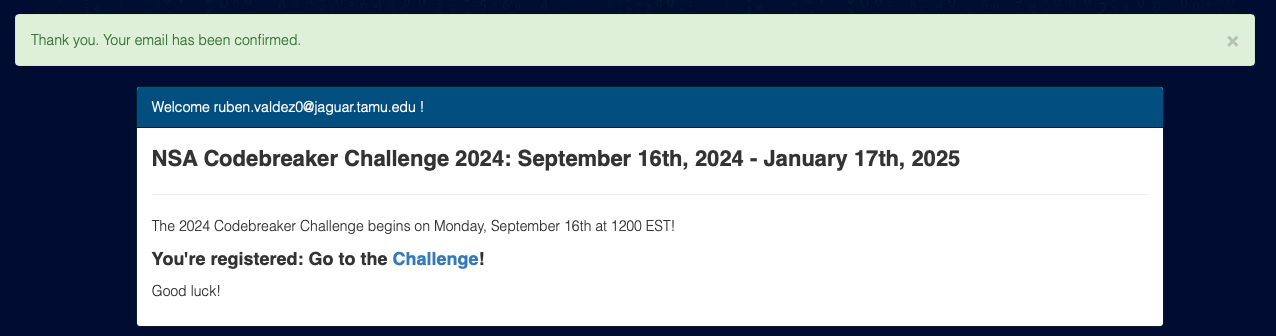 Thank you. Your email has been confirmed.
×
Welcome ruben.valdez0@jaguar.tamu.edu !
NSA Codebreaker Challenge 2024: September 16th, 2024 - January 17th, 2025
The 2024 Codebreaker Challenge begins on Monday, September 16th at 1200 EST!
You're registered: Go to the Challenge!
Good luck!